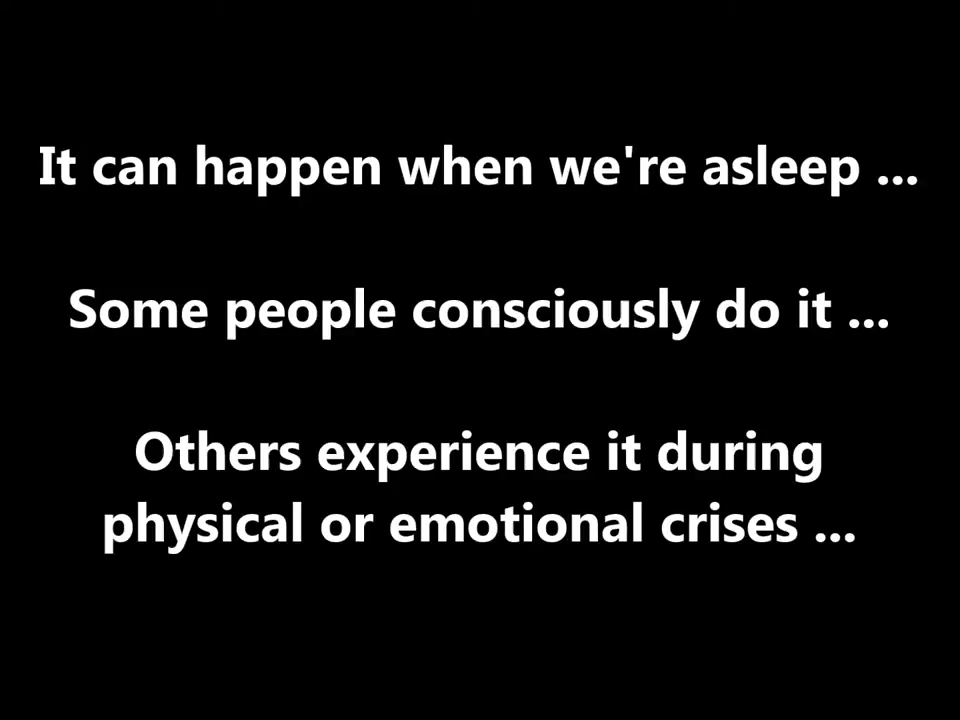 It can happen when we're asleep ...
Some people consciously do it ...
Others experience it during
physical or emotional crises ...